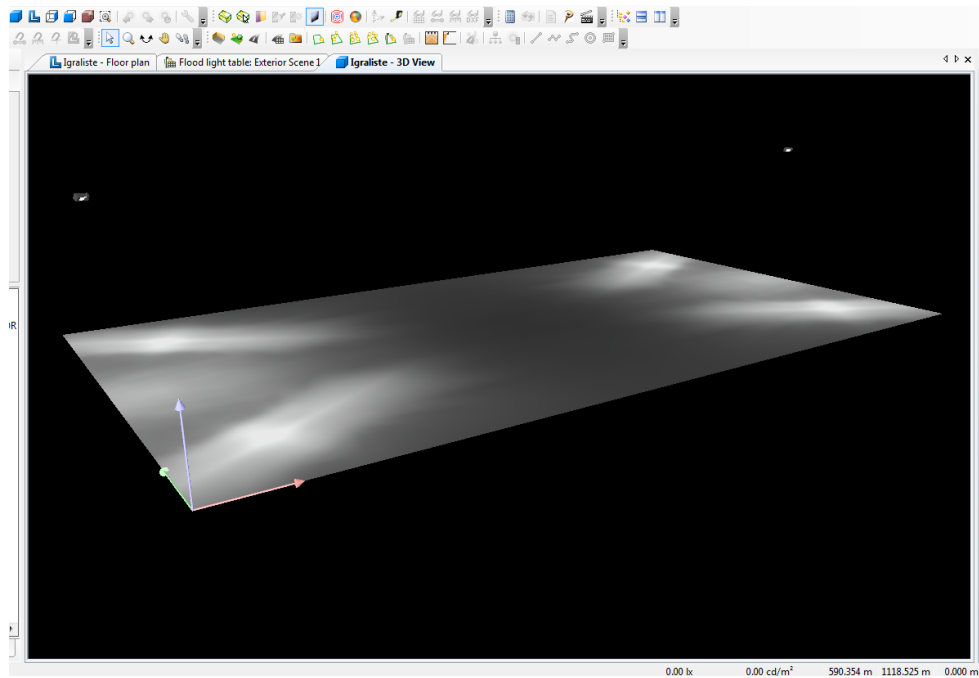 Igraliste - Floor plan
Flood light table: Exterior Scene 1
Igraliste - 3D View
0.00 lx 0.00 cd/m² 590.354 m 1118.525 m 0.000 m